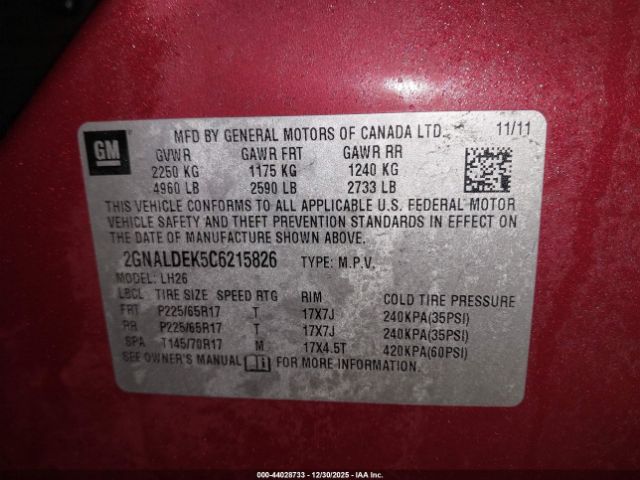 GM
MFD BY GENERAL MOTORS OF CANADA LTD. 11/11
GVWR GAWR FRT GAWR RR
2250 KG 1175 KG 1240 KG
4960 LB 2590 LB 2733 LB
THIS VEHICLE CONFORMS TO ALL APPLICABLE U.S. FEDERAL MOTOR
VEHICLE SAFETY AND THEFT PREVENTION STANDARDS IN EFFECT ON
THE DATE OF MANUFACTURE SHOWN ABOVE.
2GNALDEK5C6215826 TYPE: M.P.V.
MODEL: LH26
LBCL TIRE SIZE SPEED RTG RIM COLD TIRE PRESSURE
FRT P225/65R17 T 17X7J 240KPA(35PSI)
RR P225/65R17 T 17X7J 240KPA(35PSI)
SPA T145/70R17 M 17X4.5T 420KPA(60PSI)
SEE OWNER'S MANUAL FOR MORE INFORMATION.
000-44028733 — 12/30/2025 — IAA Inc.